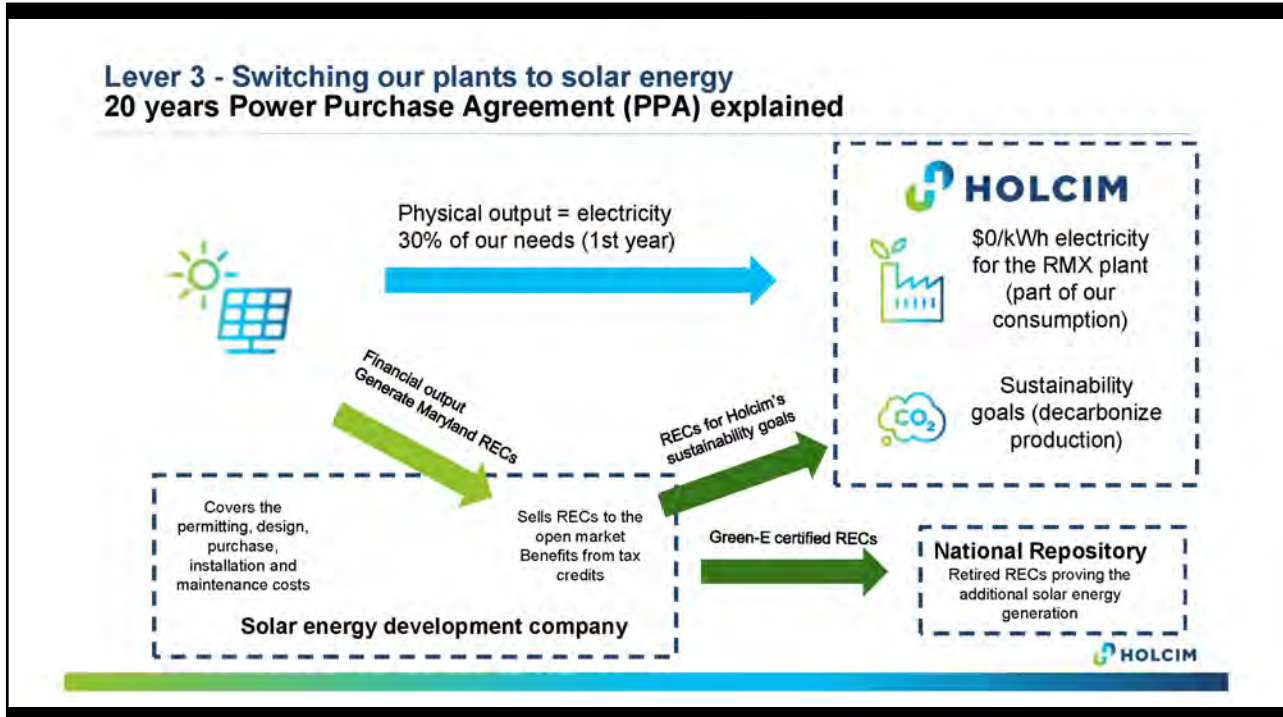 Lever 3 - Switching our plants to solar energy
20 years Power Purchase Agreement (PPA) explained
Physical output = electricity
30% of our needs (1st year)
HOLCIM
$0/kWh electricity
for the RMX plant
(part of our
consumption)
CO2
Sustainability
goals (decarbonize
production)
Financial output
Generate Maryland RECs
RECs for Holcim's
sustainability goals
Covers the
permitting, design,
purchase,
installation and
maintenance costs
Sells RECs to the
open market
Benefits from tax
credits
Solar energy development company
Green-E certified RECs
National Repository
Retired RECs proving the
additional solar energy
generation
HOLCIM